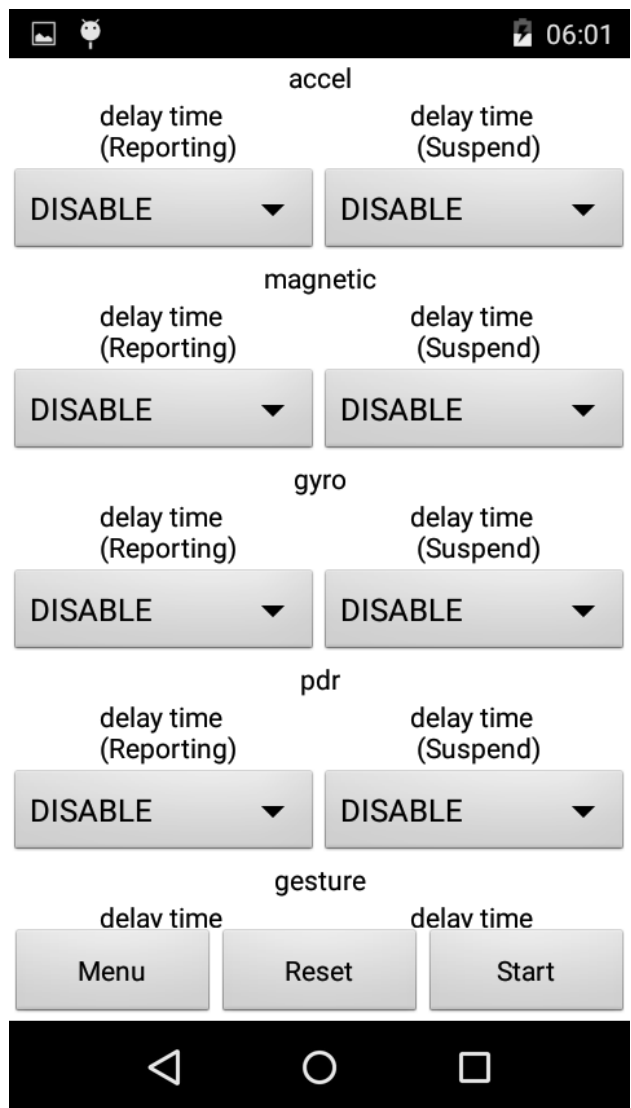 06:01
accel
delay time delay time
(Reporting) (Suspend)
DISABLE DISABLE
magnetic
delay time delay time
(Reporting) (Suspend)
DISABLE DISABLE
gyro
delay time delay time
(Reporting) (Suspend)
DISABLE DISABLE
pdr
delay time delay time
(Reporting) (Suspend)
DISABLE DISABLE
gesture
delay time delay time
Menu Reset Start